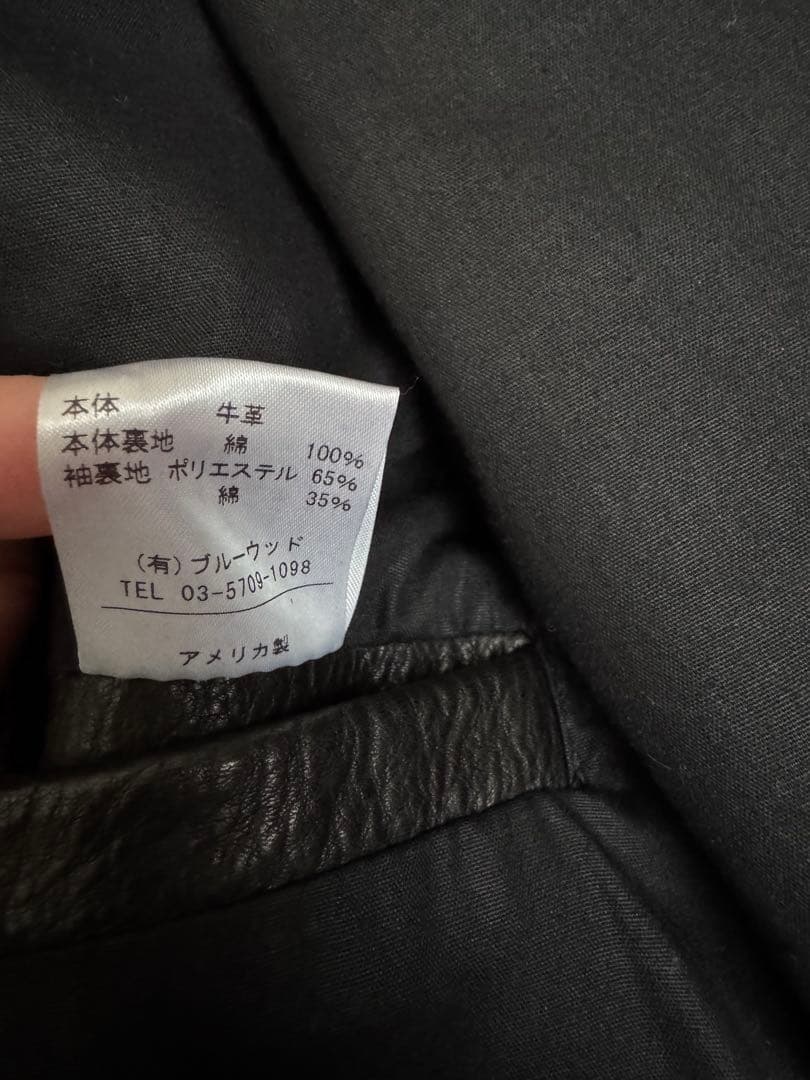 本体 牛革
本体裏地 綿 100%
袖裏地 ポリエステル 65%
綿 35%
(有)ブルーウッド
TEL 03-5709-1098
アメリカ製